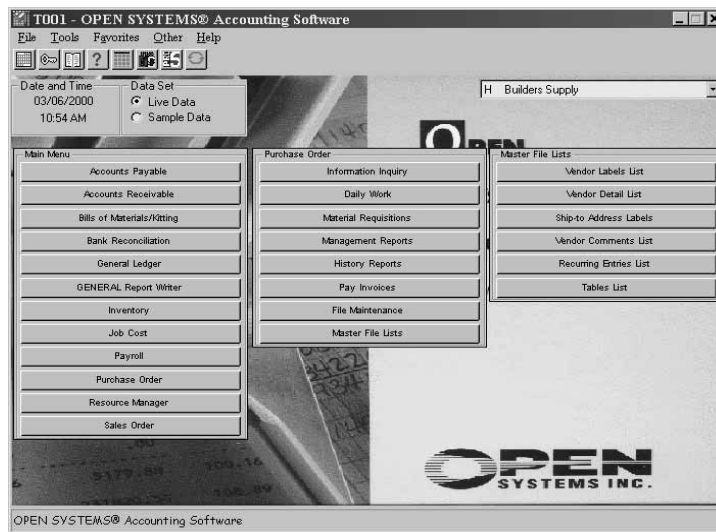 T001 - OPEN SYSTEMS® Accounting Software
File Tools Favorites Other Help
Date and Time
03/06/2000
10:54 AM
Data Set
Live Data
Sample Data
H Builders Supply
OPEN
Main Menu
Accounts Payable
Accounts Receivable
Bills of Materials/Kitting
Bank Reconciliation
General Ledger
GENERAL Report Writer
Inventory
Job Cost
Payroll
Purchase Order
Resource Manager
Sales Order
Purchase Order
Information Inquiry
Daily Work
Material Requisitions
Management Reports
History Reports
Pay Invoices
File Maintenance
Master File Lists
Master File Lists
Vendor Labels List
Vendor Detail List
Ship-to Address Labels
Vendor Comments List
Recurring Entries List
Tables List
OPEN
SYSTEMS INC.
OPEN SYSTEMS® Accounting Software